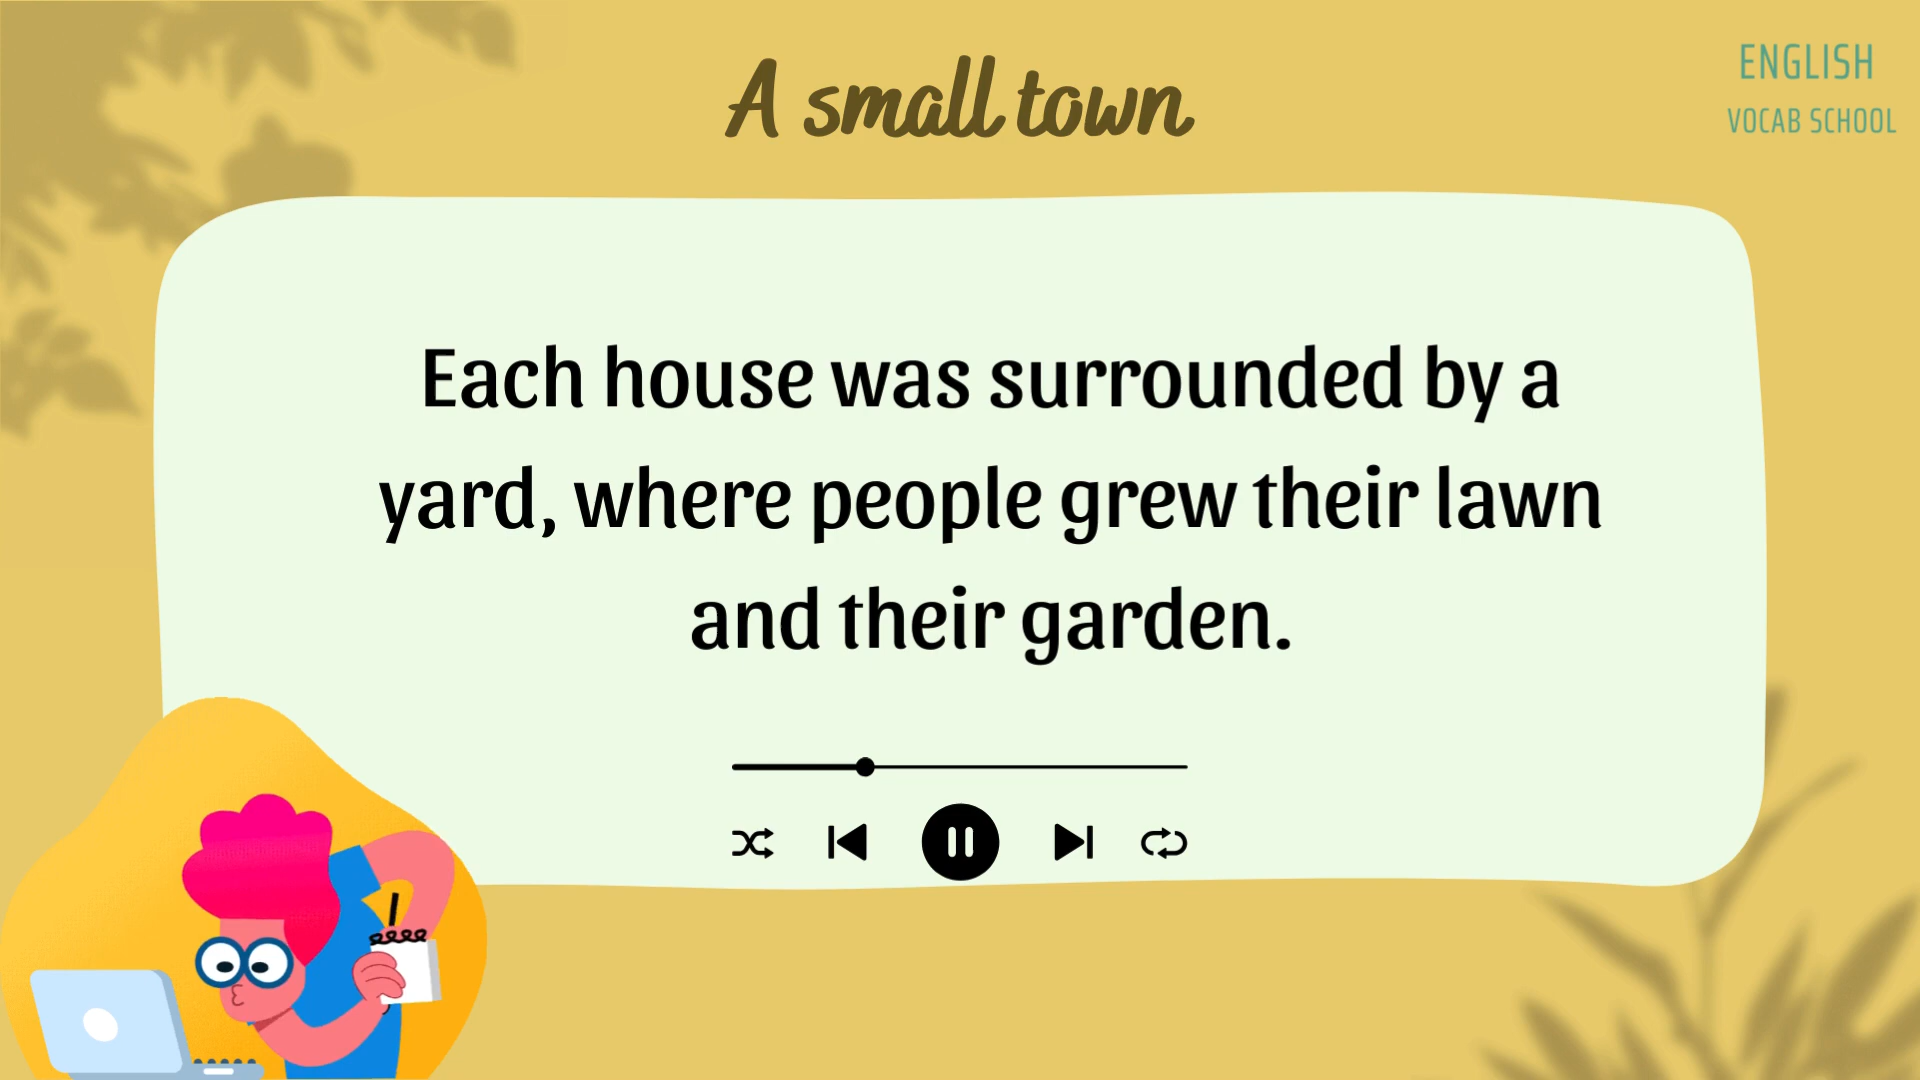 A small town
ENGLISH
VOCAB SCHOOL
Each house was surrounded by a
yard, where people grew their lawn
and their garden.